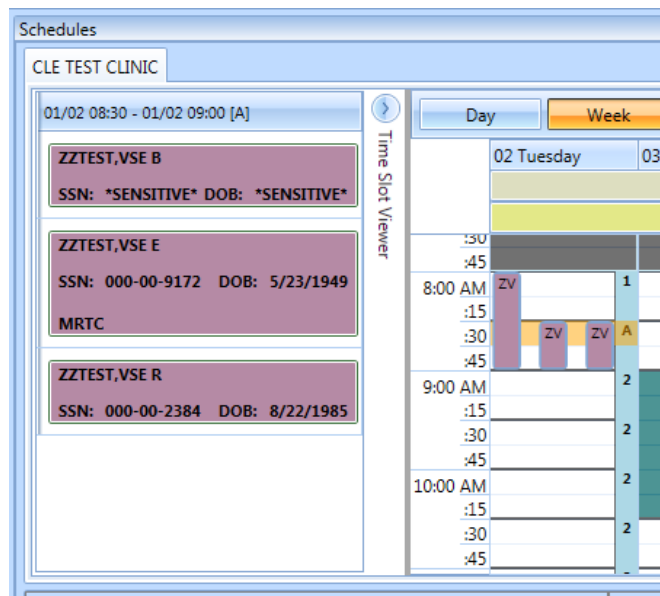 Schedules
CLE TEST CLINIC
01/02 08:30 - 01/02 09:00 [A]
ZZTEST,VSE B
SSN: *SENSITIVE* DOB: *SENSITIVE*
ZZTEST,VSE E
SSN: 000-00-9172 DOB: 5/23/1949
MRTC
ZZTEST,VSE R
SSN: 000-00-2384 DOB: 8/22/1985
Time Slot Viewer
Day Week
02 Tuesday 03
:30
:45
8:00 AM ZV 1
:15
:30 ZV ZV A
:45
9:00 AM 2
:15
:30 2
:45
10:00 AM 2
:15
:30 2
:45